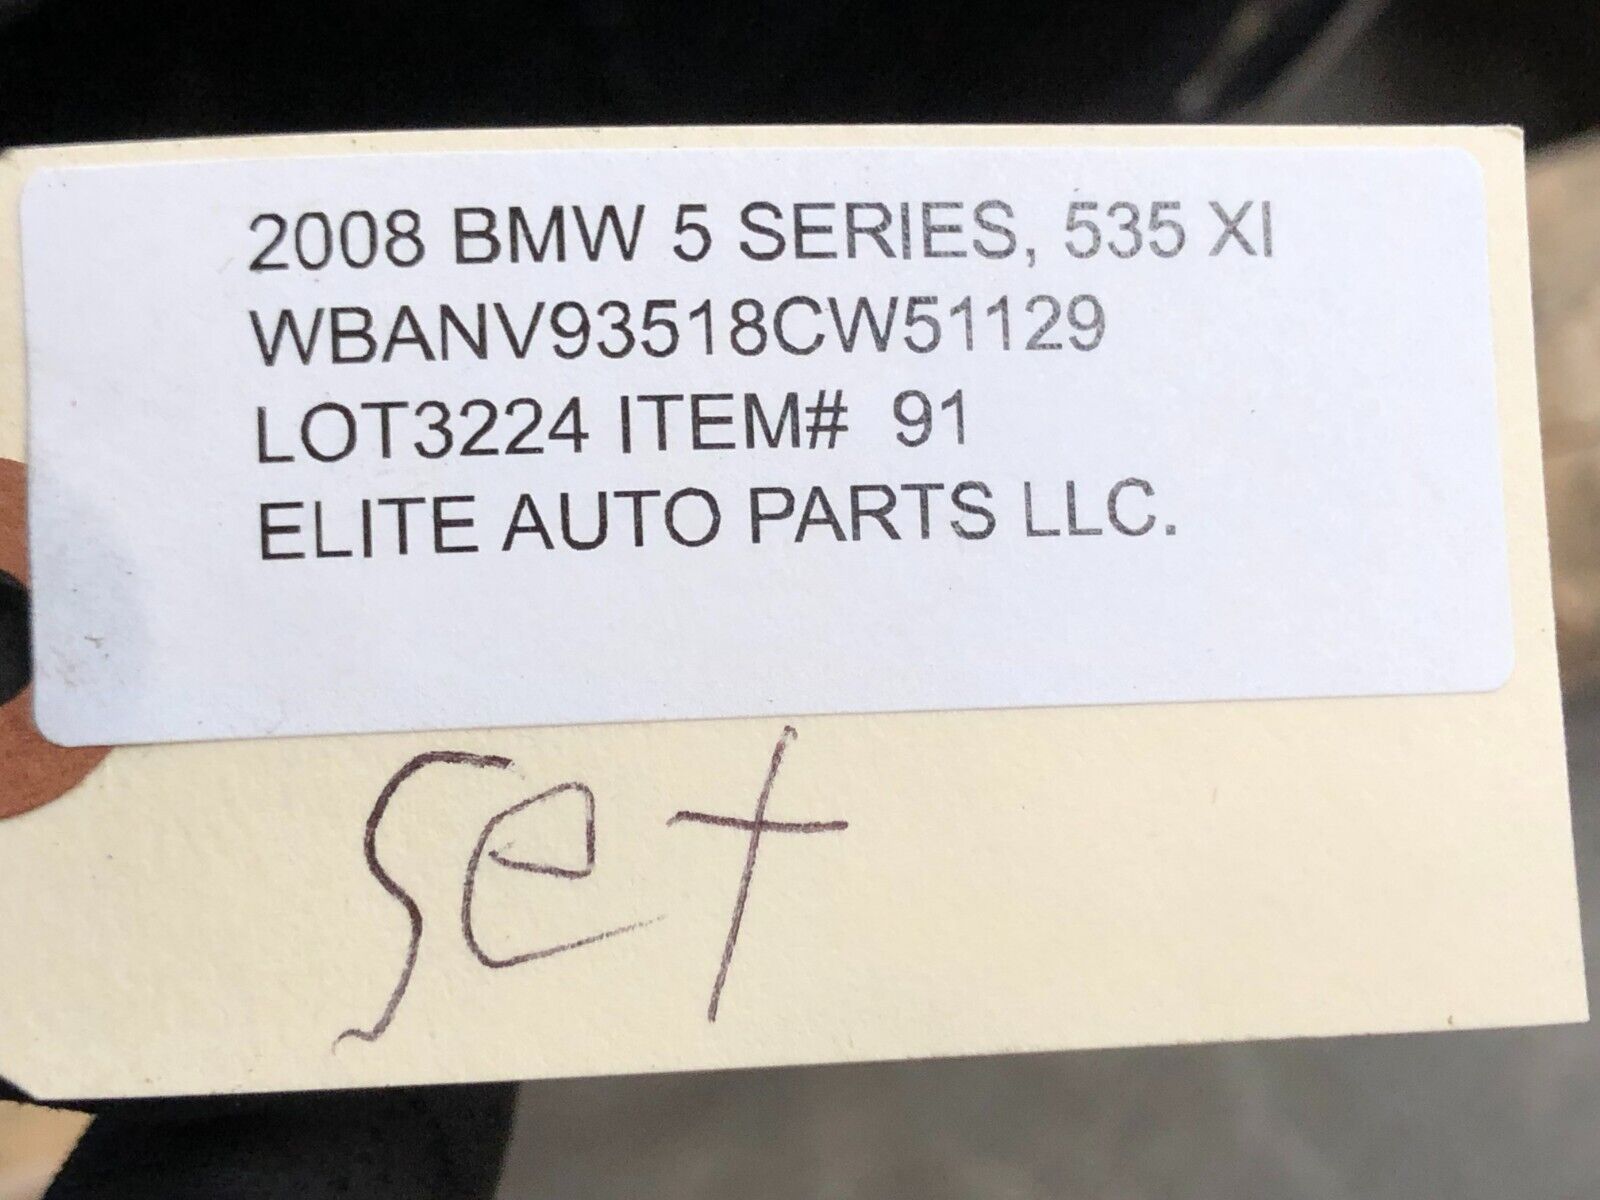 2008 BMW 5 SERIES, 535 XI
WBANV93518CW51129
LOT3224 ITEM# 91
ELITE AUTO PARTS LLC.
Set